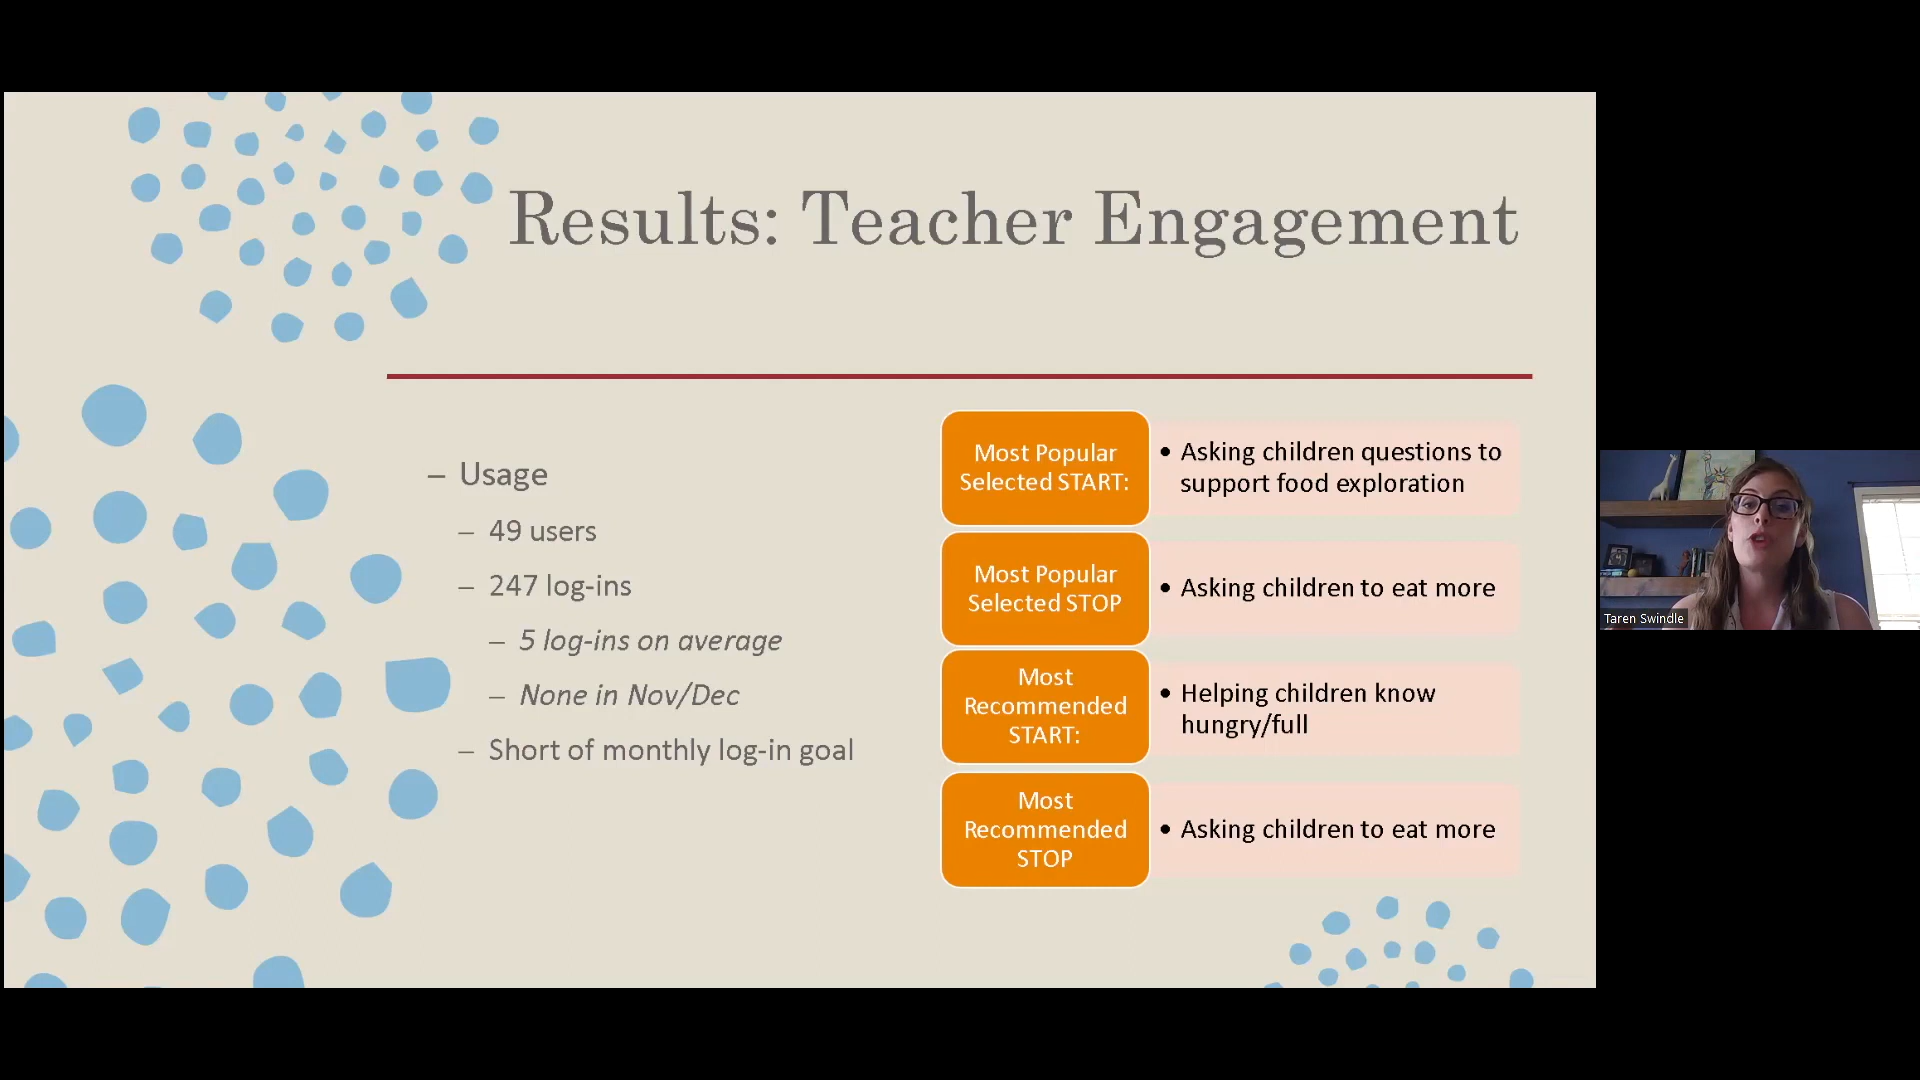 Results: Teacher Engagement
– Usage
– 49 users
– 247 log-ins
– 5 log-ins on average
– None in Nov/Dec
– Short of monthly log-in goal
Most Popular
Selected START:
• Asking children questions to
support food exploration
Most Popular
Selected STOP
• Asking children to eat more
Most
Recommended
START:
• Helping children know
hungry/full
Most
Recommended
STOP
• Asking children to eat more
Taren Swindle